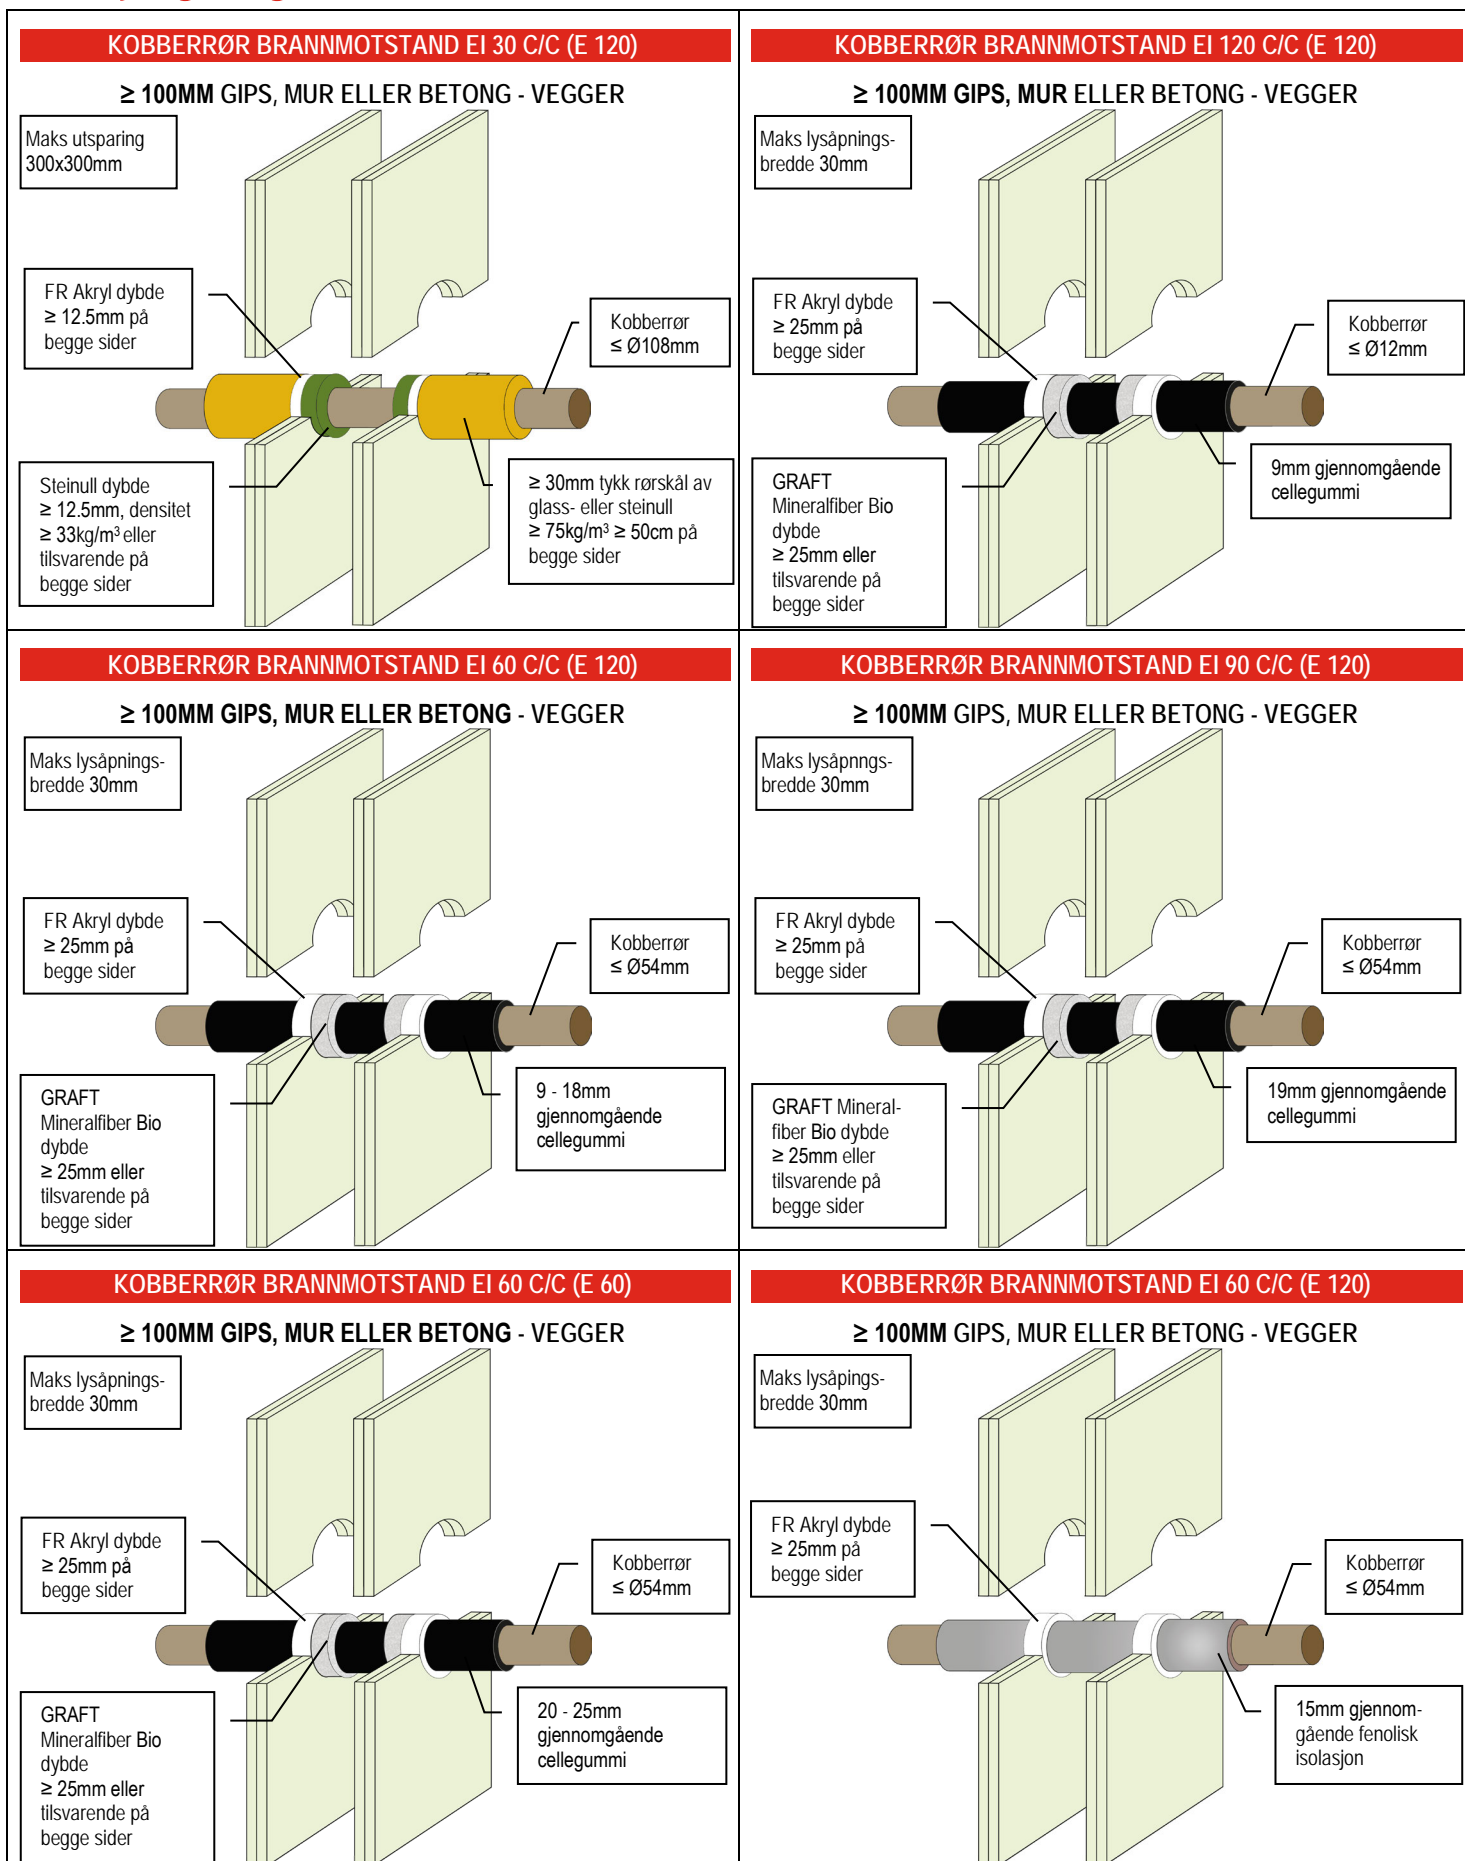 KOBBERRØR BRANNMOTSTAND EI 30 C/C (E 120)
≥ 100MM GIPS, MUR ELLER BETONG - VEGGER
Maks utsparing
300x300mm
FR Akryl dybde
≥ 12.5mm på
begge sider
Kobberrør
≤ Ø108mm
Steinull dybde
≥ 12.5mm, densitet
≥ 33kg/m³ eller
tilsvarende på
begge sider
≥ 30mm tykk rørskål av
glass- eller steinull
≥ 75kg/m³ ≥ 50cm på
begge sider
KOBBERRØR BRANNMOTSTAND EI 120 C/C (E 120)
≥ 100MM GIPS, MUR ELLER BETONG - VEGGER
Maks lysåpnings-
bredde 30mm
FR Akryl dybde
≥ 25mm på
begge sider
Kobberrør
≤ Ø12mm
GRAFT
Mineralfiber Bio
dybde
≥ 25mm eller
tilsvarende på
begge sider
9mm gjennomgående
cellegummi
KOBBERRØR BRANNMOTSTAND EI 60 C/C (E 120)
≥ 100MM GIPS, MUR ELLER BETONG - VEGGER
Maks lysåpnings-
bredde 30mm
FR Akryl dybde
≥ 25mm på
begge sider
Kobberrør
≤ Ø54mm
GRAFT
Mineralfiber Bio
dybde
≥ 25mm eller
tilsvarende på
begge sider
9 - 18mm
gjennomgående
cellegummi
KOBBERRØR BRANNMOTSTAND EI 90 C/C (E 120)
≥ 100MM GIPS, MUR ELLER BETONG - VEGGER
Maks lysåpnngs-
bredde 30mm
FR Akryl dybde
≥ 25mm på
begge sider
Kobberrør
≤ Ø54mm
GRAFT Mineral-
fiber Bio dybde
≥ 25mm eller
tilsvarende på
begge sider
19mm gjennomgående
cellegummi
KOBBERRØR BRANNMOTSTAND EI 60 C/C (E 60)
≥ 100MM GIPS, MUR ELLER BETONG - VEGGER
Maks lysåpnings-
bredde 30mm
FR Akryl dybde
≥ 25mm på
begge sider
Kobberrør
≤ Ø54mm
GRAFT
Mineralfiber Bio
dybde
≥ 25mm eller
tilsvarende på
begge sider
20 - 25mm
gjennomgående
cellegummi
KOBBERRØR BRANNMOTSTAND EI 60 C/C (E 120)
≥ 100MM GIPS, MUR ELLER BETONG - VEGGER
Maks lysåpings-
bredde 30mm
FR Akryl dybde
≥ 25mm på
begge sider
Kobberrør
≤ Ø54mm
15mm gjennom-
gående fenolisk
isolasjon